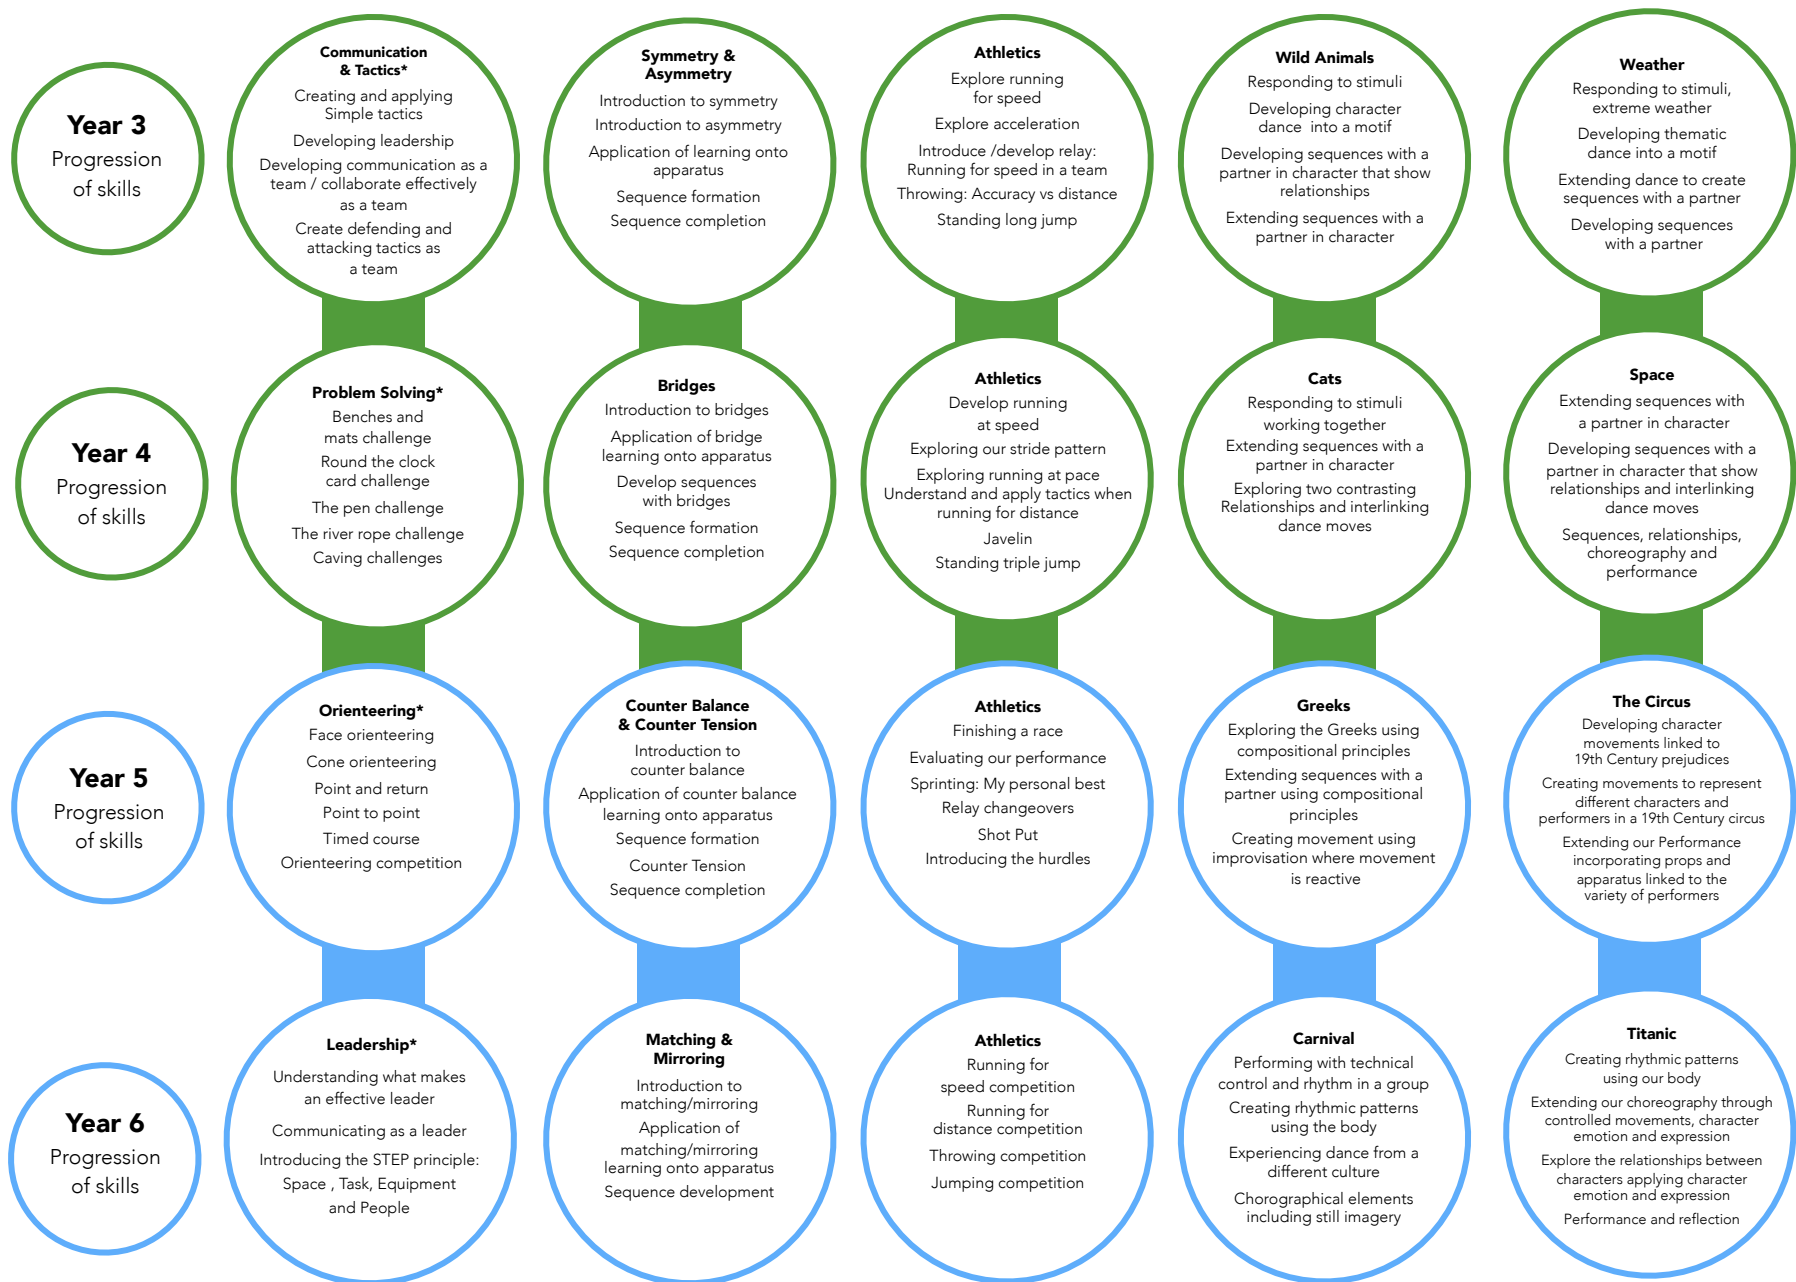 Year 3
Progression
of skills
Communication
& Tactics*
Creating and applying
Simple tactics
Developing leadership
Developing communication as a
team / collaborate effectively
as a team
Create defending and
attacking tactics as
a team
Symmetry &
Asymmetry
Introduction to symmetry
Introduction to asymmetry
Application of learning onto
apparatus
Sequence formation
Sequence completion
Athletics
Explore running
for speed
Explore acceleration
Introduce /develop relay:
Running for speed in a team
Throwing: Accuracy vs distance
Standing long jump
Wild Animals
Responding to stimuli
Developing character
dance into a motif
Developing sequences with a
partner in character that show
relationships
Extending sequences with a
partner in character
Weather
Responding to stimuli,
extreme weather
Developing thematic
dance into a motif
Extending dance to create
sequences with a partner
Developing sequences
with a partner
Year 4
Progression
of skills
Problem Solving*
Benches and
mats challenge
Round the clock
card challenge
The pen challenge
The river rope challenge
Caving challenges
Bridges
Introduction to bridges
Application of bridge
learning onto apparatus
Develop sequences
with bridges
Sequence formation
Sequence completion
Athletics
Develop running
at speed
Exploring our stride pattern
Exploring running at pace
Understand and apply tactics when
running for distance
Javelin
Standing triple jump
Cats
Responding to stimuli
working together
Extending sequences with a
partner in character
Exploring two contrasting
Relationships and interlinking
dance moves
Space
Extending sequences with
a partner in character
Developing sequences with a
partner in character that show
relationships and interlinking
dance moves
Sequences, relationships,
choreography and
performance
Year 5
Progression
of skills
Orienteering*
Face orienteering
Cone orienteering
Point and return
Point to point
Timed course
Orienteering competition
Counter Balance
& Counter Tension
Introduction to
counter balance
Application of counter balance
learning onto apparatus
Sequence formation
Counter Tension
Sequence completion
Athletics
Finishing a race
Evaluating our performance
Sprinting: My personal best
Relay changeovers
Shot Put
Introducing the hurdles
Greeks
Exploring the Greeks using
compositional principles
Extending sequences with a
partner using compositional
principles
Creating movement using
improvisation where movement
is reactive
The Circus
Developing character
movements linked to
19th Century prejudices
Creating movements to represent
different characters and
performers in a 19th Century circus
Extending our Performance
incorporating props and
apparatus linked to the
variety of performers
Year 6
Progression
of skills
Leadership*
Understanding what makes
an effective leader
Communicating as a leader
Introducing the STEP principle:
Space , Task, Equipment
and People
Matching &
Mirroring
Introduction to
matching/mirroring
Application of
matching/mirroring
learning onto apparatus
Sequence development
Athletics
Running for
speed competition
Running for
distance competition
Throwing competition
Jumping competition
Carnival
Performing with technical
control and rhythm in a group
Creating rhythmic patterns
using the body
Experiencing dance from a
different culture
Chorographical elements
including still imagery
Titanic
Creating rhythmic patterns
using our body
Extending our choreography through
controlled movements, character
emotion and expression
Explore the relationships between
characters applying character
emotion and expression
Performance and reflection